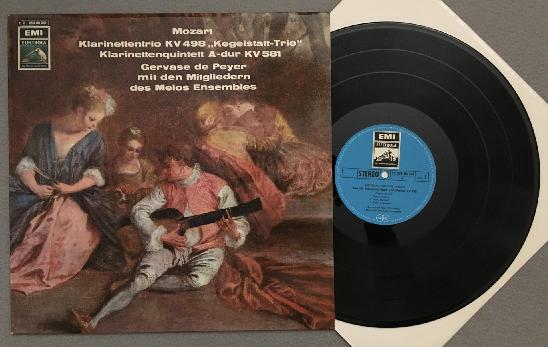 EMI
ELECTROLA
Mozart
Klarinettentrio KV 498 „Kegelstatt-Trio"
Klarinettenquintett A-dur KV 581
Gervase de Peyer
mit den Mitgliedern
des Melos Ensembles
EMI
ELECTROLA
STEREO